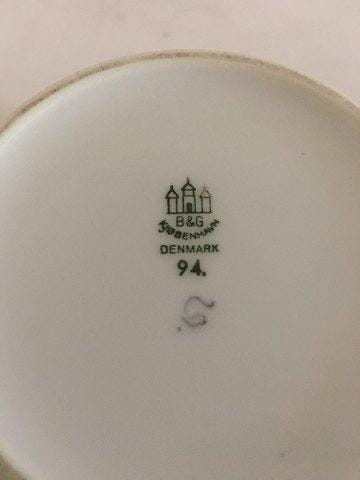 B&G
KJØBENHAVN
DENMARK
94.